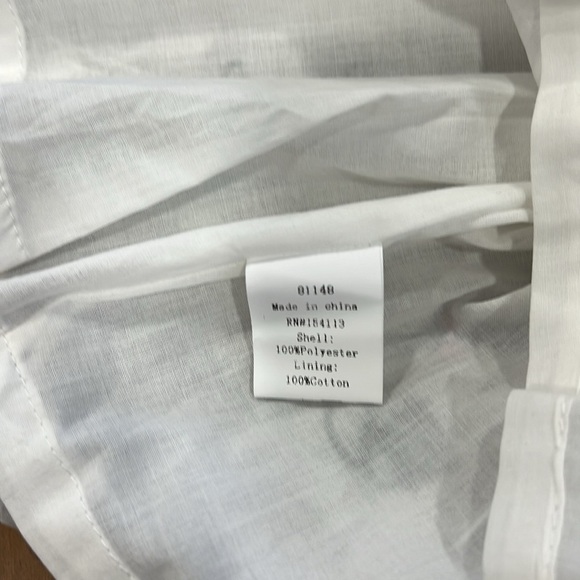 81148
Made in china
RN#154113
Shell:
100%Polyester
Lining:
100%Cotton